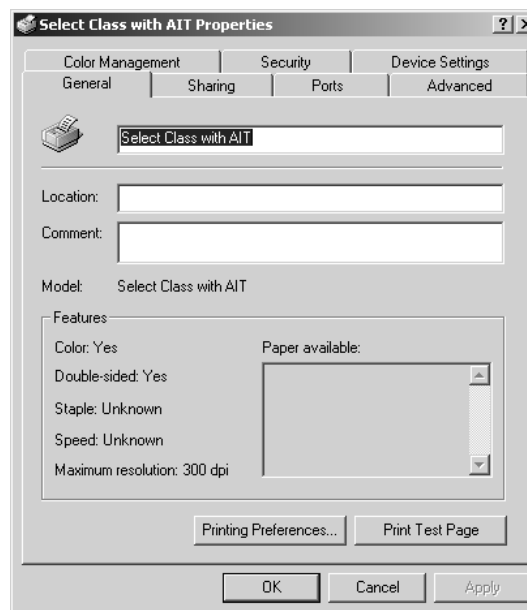 Select Class with AIT Properties
Color Management Security Device Settings
General Sharing Ports Advanced
Select Class with AIT
Location:
Comment:
Model: Select Class with AIT
Features
Color: Yes Paper available:
Double-sided: Yes
Staple: Unknown
Speed: Unknown
Maximum resolution: 300 dpi
Printing Preferences... Print Test Page
OK Cancel Apply